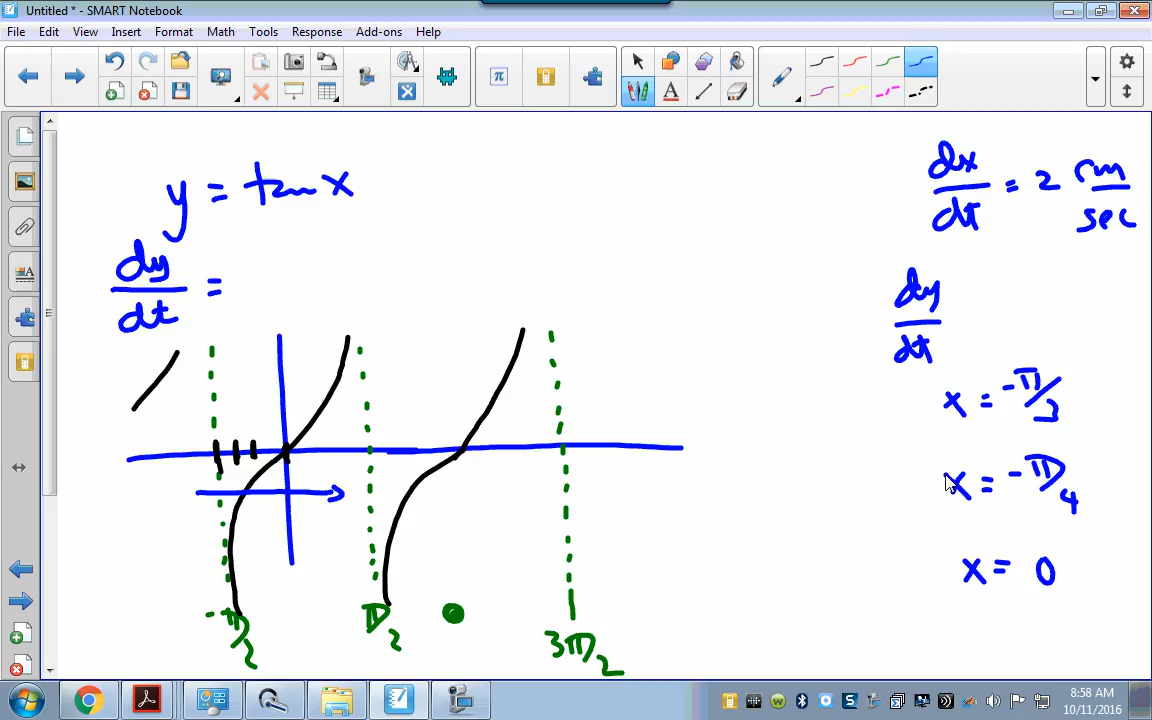 Untitled * - SMART Notebook
File Edit View Insert Format Tools Math Response Add-ons Help
π
A
y = tan x
dy/dt =
dx/dt = 2 cm/sec
dy/dt
x = -π/3
x = -π/4
x = 0
-π/2
π/2
3π/2
8:58 AM
10/11/2016